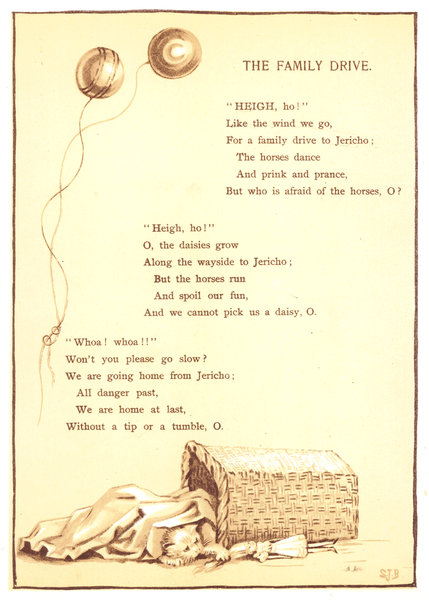 THE FAMILY DRIVE.
"HEIGH, ho!"
Like the wind we go,
For a family drive to Jericho;
The horses dance
And prink and prance,
But who is afraid of the horses, O?
"Heigh, ho!"
O, the daisies grow
Along the wayside to Jericho;
But the horses run
And spoil our fun,
And we cannot pick us a daisy, O.
"Whoa! whoa!!"
Won't you please go slow?
We are going home from Jericho;
All danger past,
We are home at last,
Without a tip or a tumble, O.
SJB